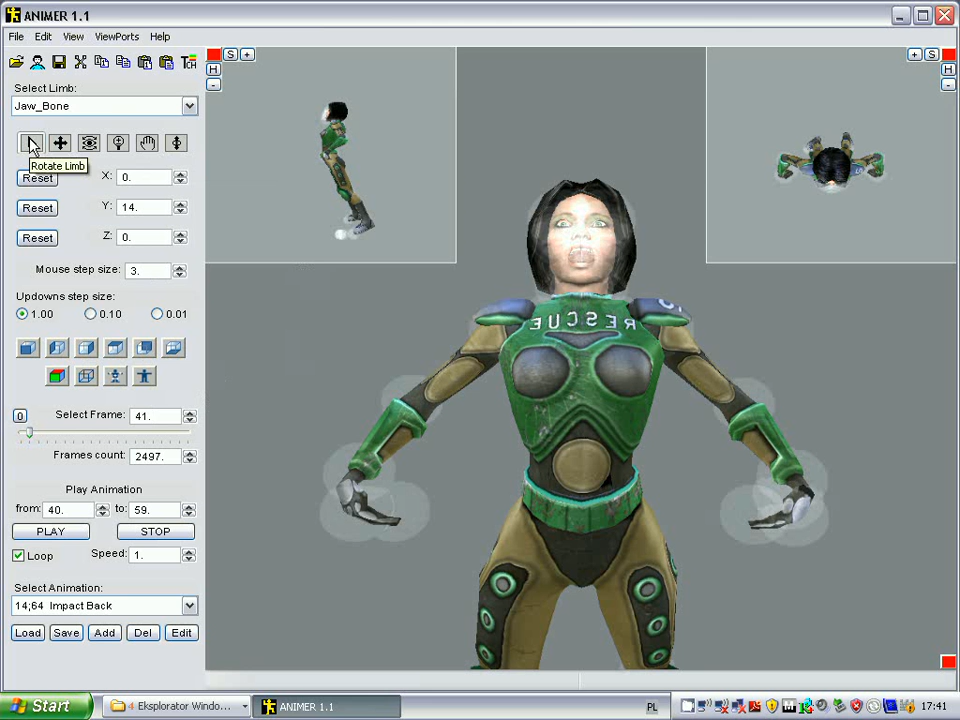 ANIMER 1.1
File Edit View ViewPorts Help
TCH
S +
H
-
+ S
H
-
Select Limb:
Jaw_Bone
Rotate Limb
Reset X: 0.
Reset Y: 14.
Reset Z: 0.
Mouse step size: 3.
Updowns step size:
1.00 0.10 0.01
RESCUE
0 Select Frame: 41.
Frames count: 2497.
Play Animation
from: 40. to: 59.
PLAY STOP
Loop Speed: 1.
Select Animation:
14;64 Impact Back
Load Save Add Del Edit
Start 4 Eksplorator Windo... ANIMER 1.1 PL 17:41